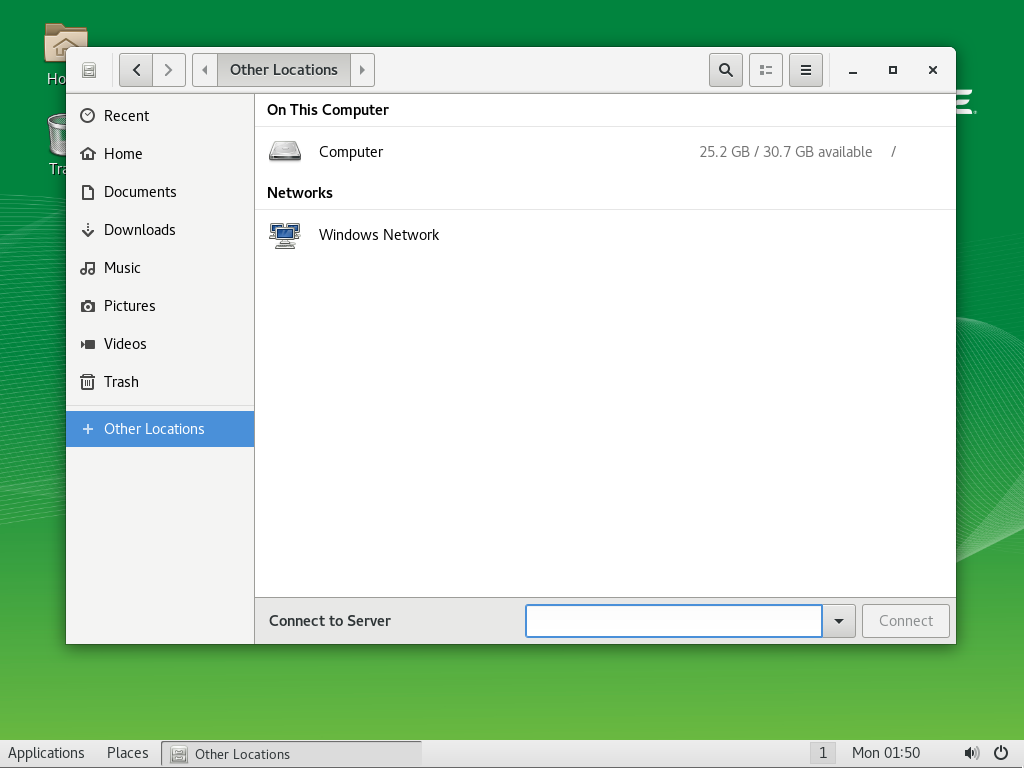 Ho
Tra
Other Locations
Recent
Home
Documents
Downloads
Music
Pictures
Videos
Trash
Other Locations
On This Computer
Computer 25.2 GB / 30.7 GB available /
Networks
Windows Network
Connect to Server Connect
Applications Places Other Locations 1 Mon 01:50